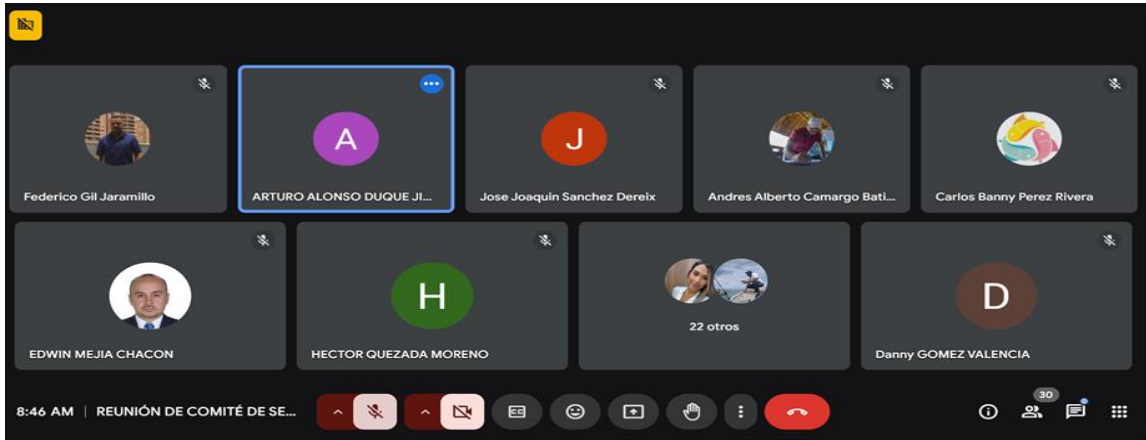 Federico Gil Jaramillo
A
ARTURO ALONSO DUQUE JI...
J
Jose Joaquin Sanchez Dereix
Andres Alberto Camargo Bati...
Carlos Banny Perez Rivera
EDWIN MEJIA CHACON
H
HECTOR QUEZADA MORENO
22 otros
D
Danny GOMEZ VALENCIA
8:46 AM | REUNIÓN DE COMITÉ DE SE...
CC
30